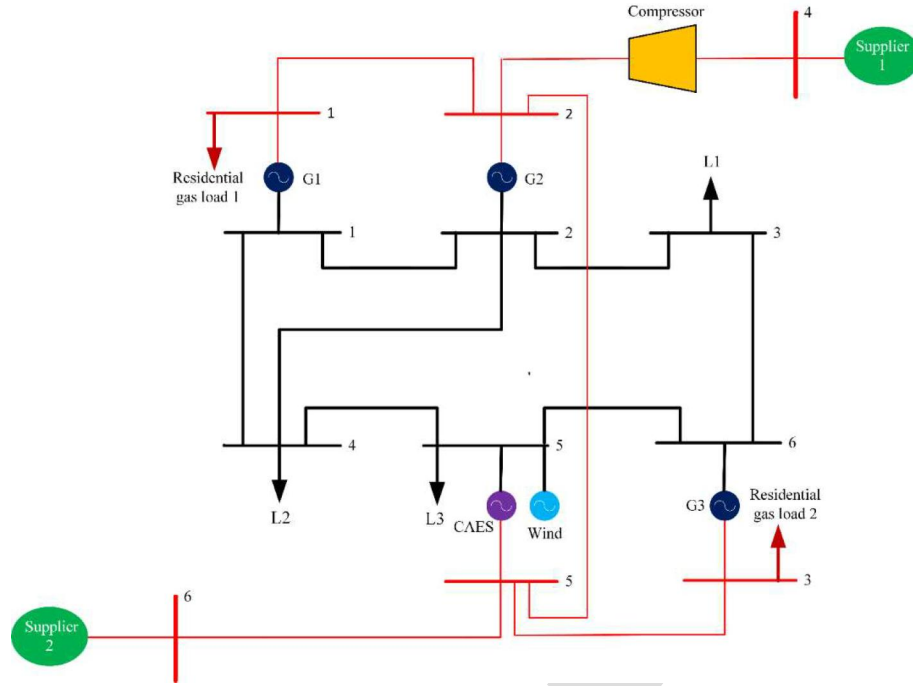 Compressor
4
Supplier
1
1
2
Residential
gas load 1
G1
G2
L1
1
2
3
4
5
6
L2
L3
CAES
Wind
G3
Residential
gas load 2
5
3
6
Supplier
2